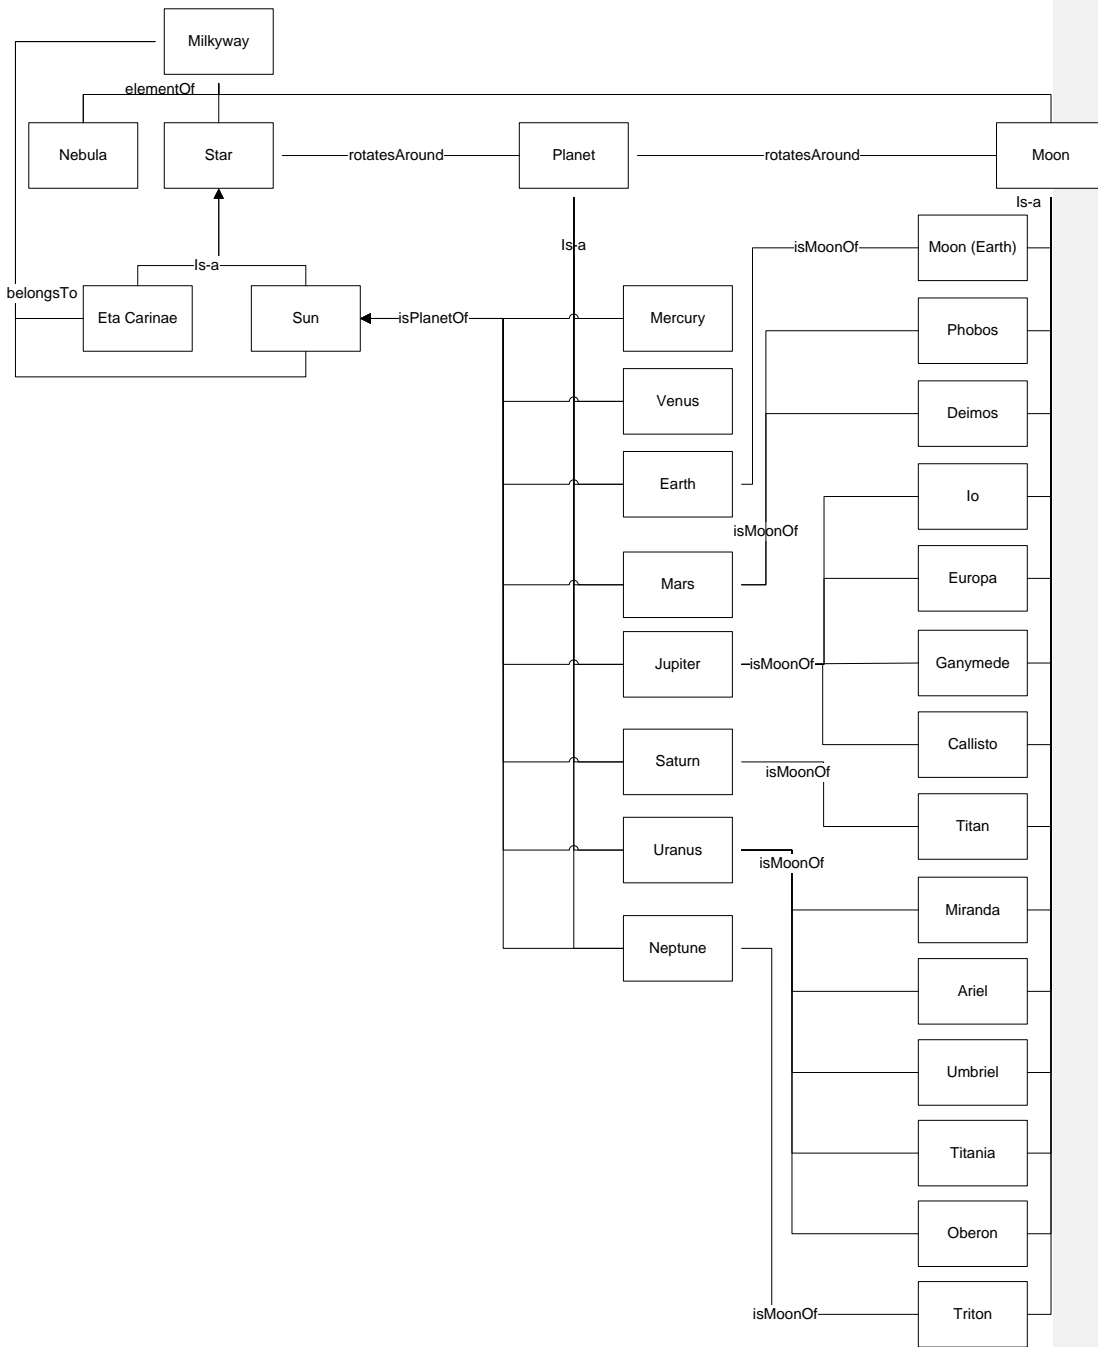 Milkyway
elementOf
Nebula
Star
rotatesAround
Planet
rotatesAround
Moon
Is-a
Is-a
isMoonOf
Moon (Earth)
Is-a
belongsTo
Eta Carinae
Sun
isPlanetOf
Mercury
Phobos
Venus
Deimos
Earth
Io
isMoonOf
Mars
Europa
Jupiter
isMoonOf
Ganymede
Callisto
Saturn
isMoonOf
Titan
Uranus
isMoonOf
Miranda
Neptune
Ariel
Umbriel
Titania
Oberon
isMoonOf
Triton